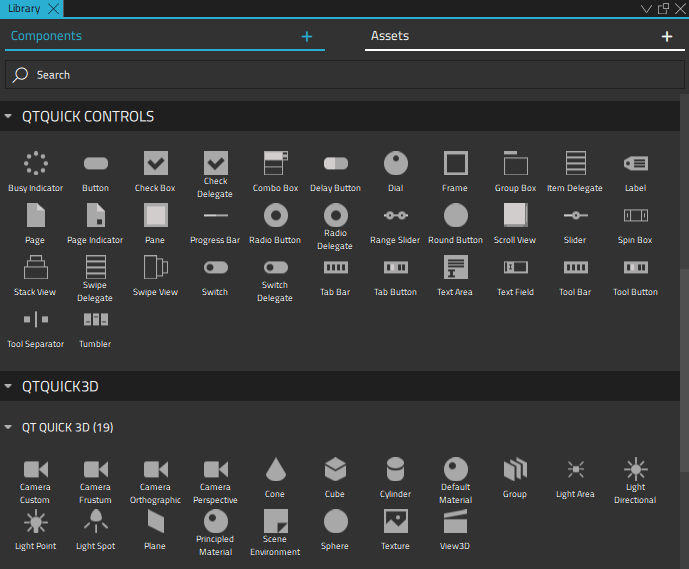 Library
Components
Assets
Search
QTQUICK CONTROLS
Busy Indicator Button Check Box Check Delegate Combo Box Delay Button Dial Frame Group Box Item Delegate Label
Page Page Indicator Pane Progress Bar Radio Button Radio Delegate Range Slider Round Button Scroll View Slider Spin Box
Stack View Swipe Delegate Swipe View Switch Switch Delegate Tab Bar Tab Button Text Area Text Field Tool Bar Tool Button
Tool Separator Tumbler
QTQUICK3D
QT QUICK 3D (19)
Camera Custom Camera Frustum Camera Orthographic Camera Perspective Cone Cube Cylinder Default Material Group Light Area Light Directional
Light Point Light Spot Plane Principled Material Scene Environment Sphere Texture View3D